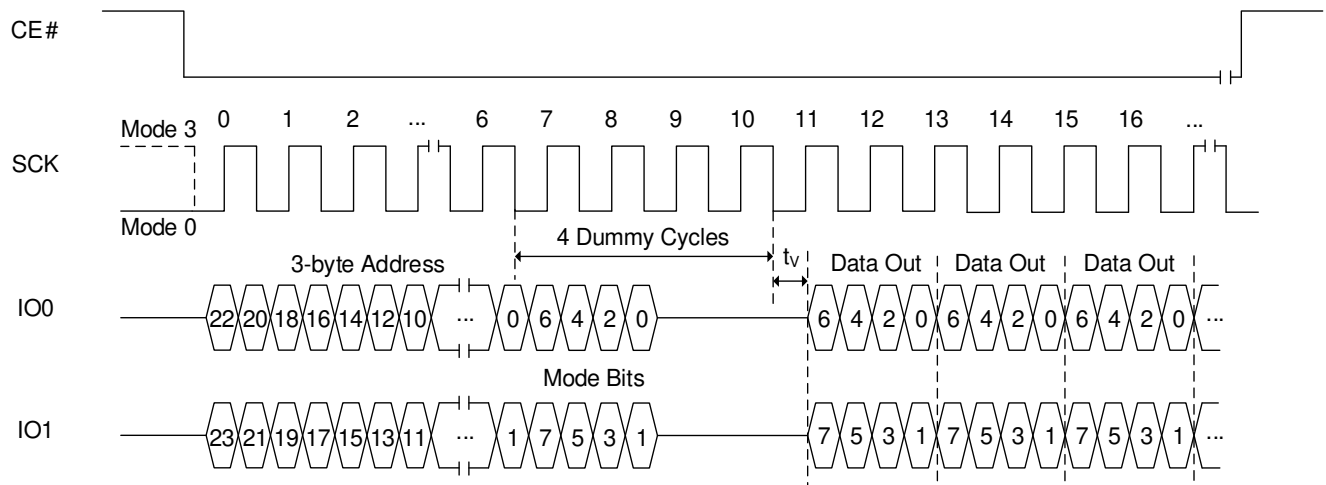 CE#
0 1 2 ... 6 7 8 9 10 11 12 13 14 15 16 ...
Mode 3
SCK
Mode 0
4 Dummy Cycles
tV
3-byte Address
Data Out Data Out Data Out
IO0
22 20 18 16 14 12 10 ... 0 6 4 2 0 6 4 2 0 6 4 2 0 6 4 2 0 ...
Mode Bits
IO1
23 21 19 17 15 13 11 ... 1 7 5 3 1 7 5 3 1 7 5 3 1 7 5 3 1 ...